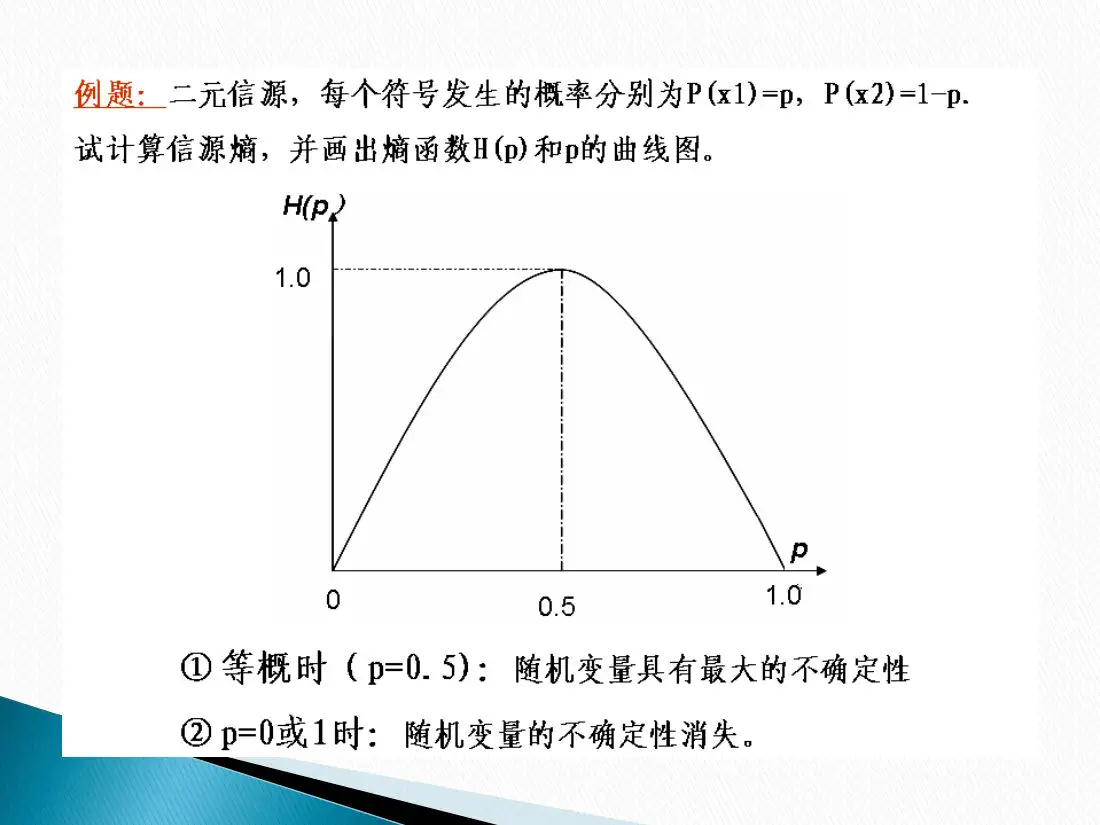 例题：二元信源，每个符号发生的概率分别为P(x1)=p，P(x2)=1-p.
试计算信源熵，并画出熵函数H(p)和p的曲线图。
H(p)
1.0
p
0
0.5
1.0
① 等概时（p=0.5）：随机变量具有最大的不确定性
② p=0或1时：随机变量的不确定性消失。